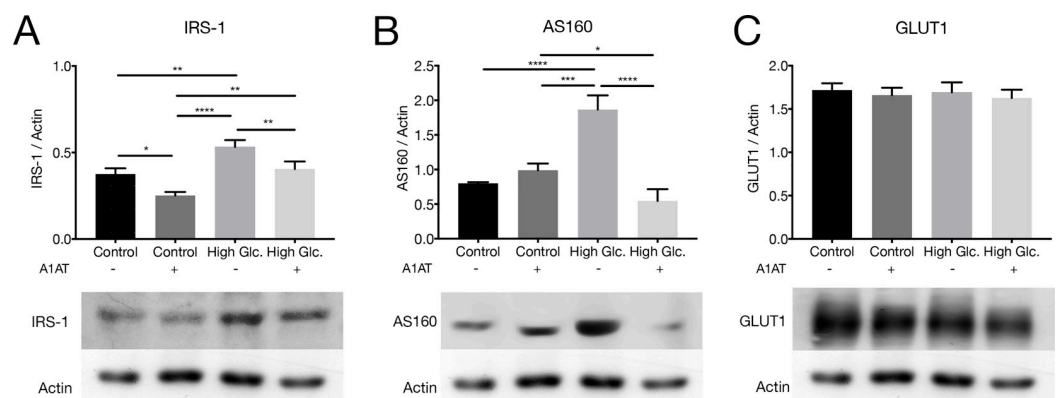 A
IRS-1
IRS-1 / Actin
1.0
0.5
0.0
**
**
****
**
*
Control Control High Glc. High Glc.
A1AT - + - +
IRS-1
Actin
B
AS160
AS160 / Actin
2.5
2.0
1.5
1.0
0.5
0.0
*
****
*** ****
Control Control High Glc. High Glc.
A1AT - + - +
AS160
Actin
C
GLUT1
GLUT1 / Actin
2.0
1.5
1.0
0.5
0.0
Control Control High Glc. High Glc.
A1AT - + - +
GLUT1
Actin